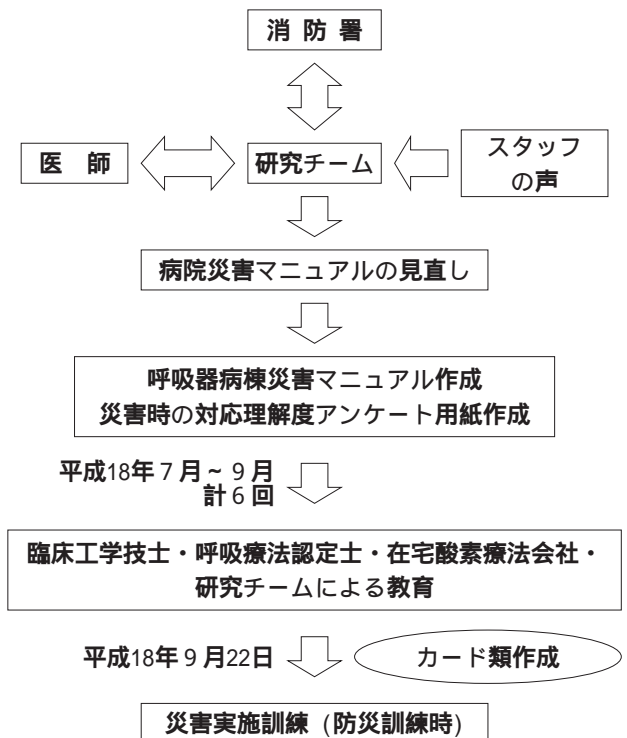 消 防 署
医　師
研究チーム
スタッフ
の声
病院災害マニュアルの見直し
呼吸器病棟災害マニュアル作成
災害時の対応理解度アンケート用紙作成
平成18年７月～９月
計６回
臨床工学技士・呼吸療法認定士・在宅酸素療法会社・
研究チームによる教育
平成18年９月22日
カード類作成
災害実施訓練（防災訓練時）